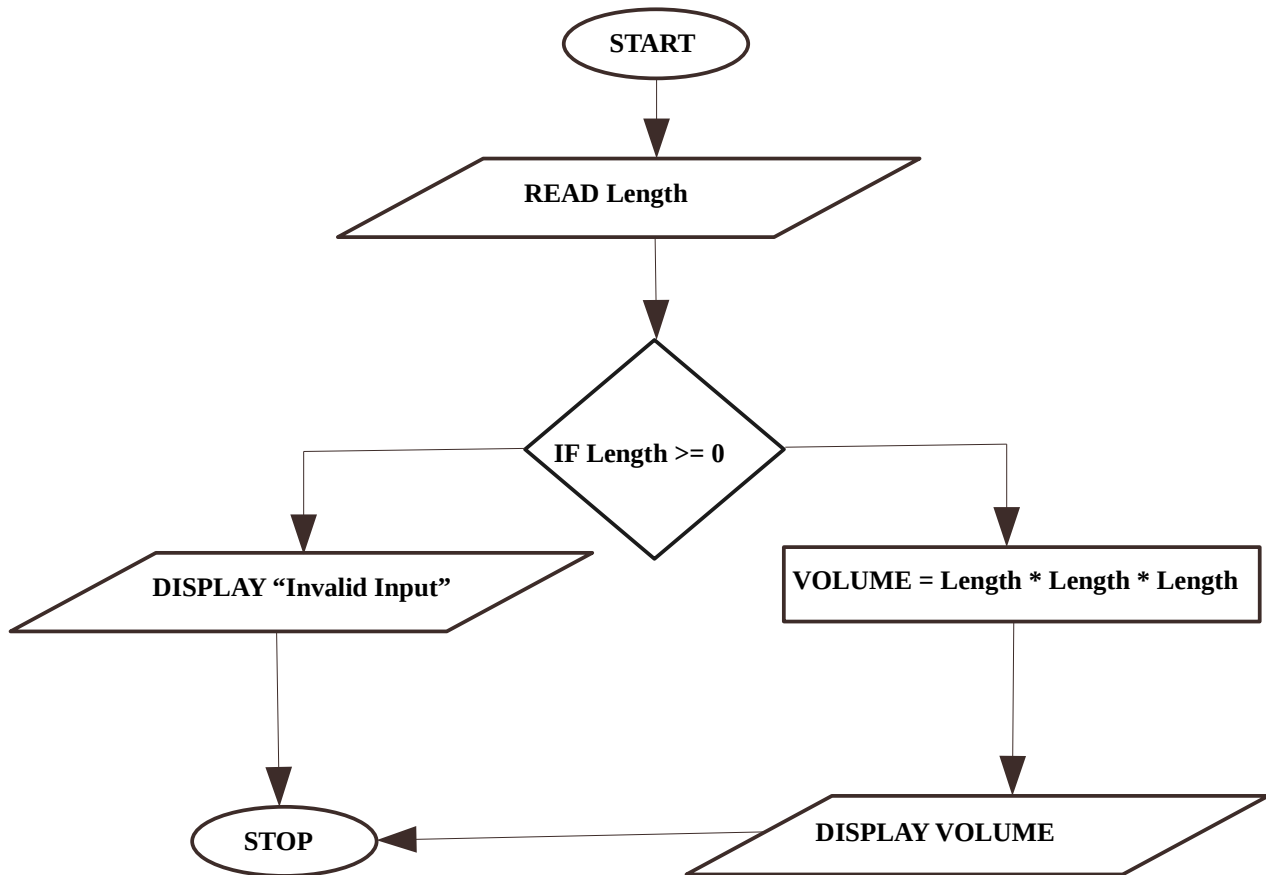 START
READ Length
IF Length >= 0
DISPLAY “Invalid Input”
VOLUME = Length * Length * Length
STOP
DISPLAY VOLUME